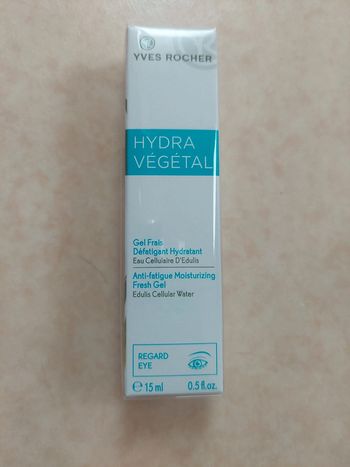 YVES ROCHER
HYDRA
VÉGÉTAL
Gel Frais
Défatigant Hydratant
Eau Cellulaire D'Edulis
Anti-fatigue Moisturizing
Fresh Gel
Edulis Cellular Water
REGARD
EYE
℮ 15 ml 0.5 fl.oz.